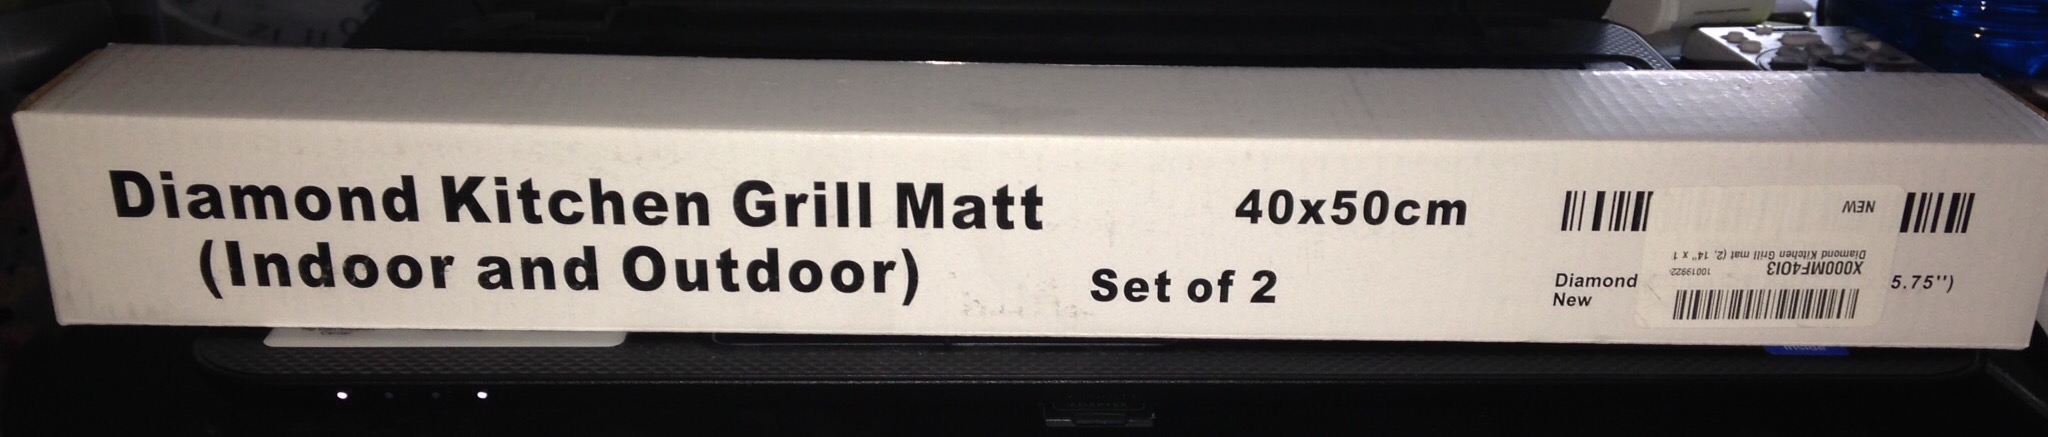 Diamond Kitchen Grill Matt
(Indoor and Outdoor)
40x50cm
Set of 2
Diamond
New
5.75'')
X000MF4OI3
Diamond Kitchen Grill mat (2, 14" x 1
NEW